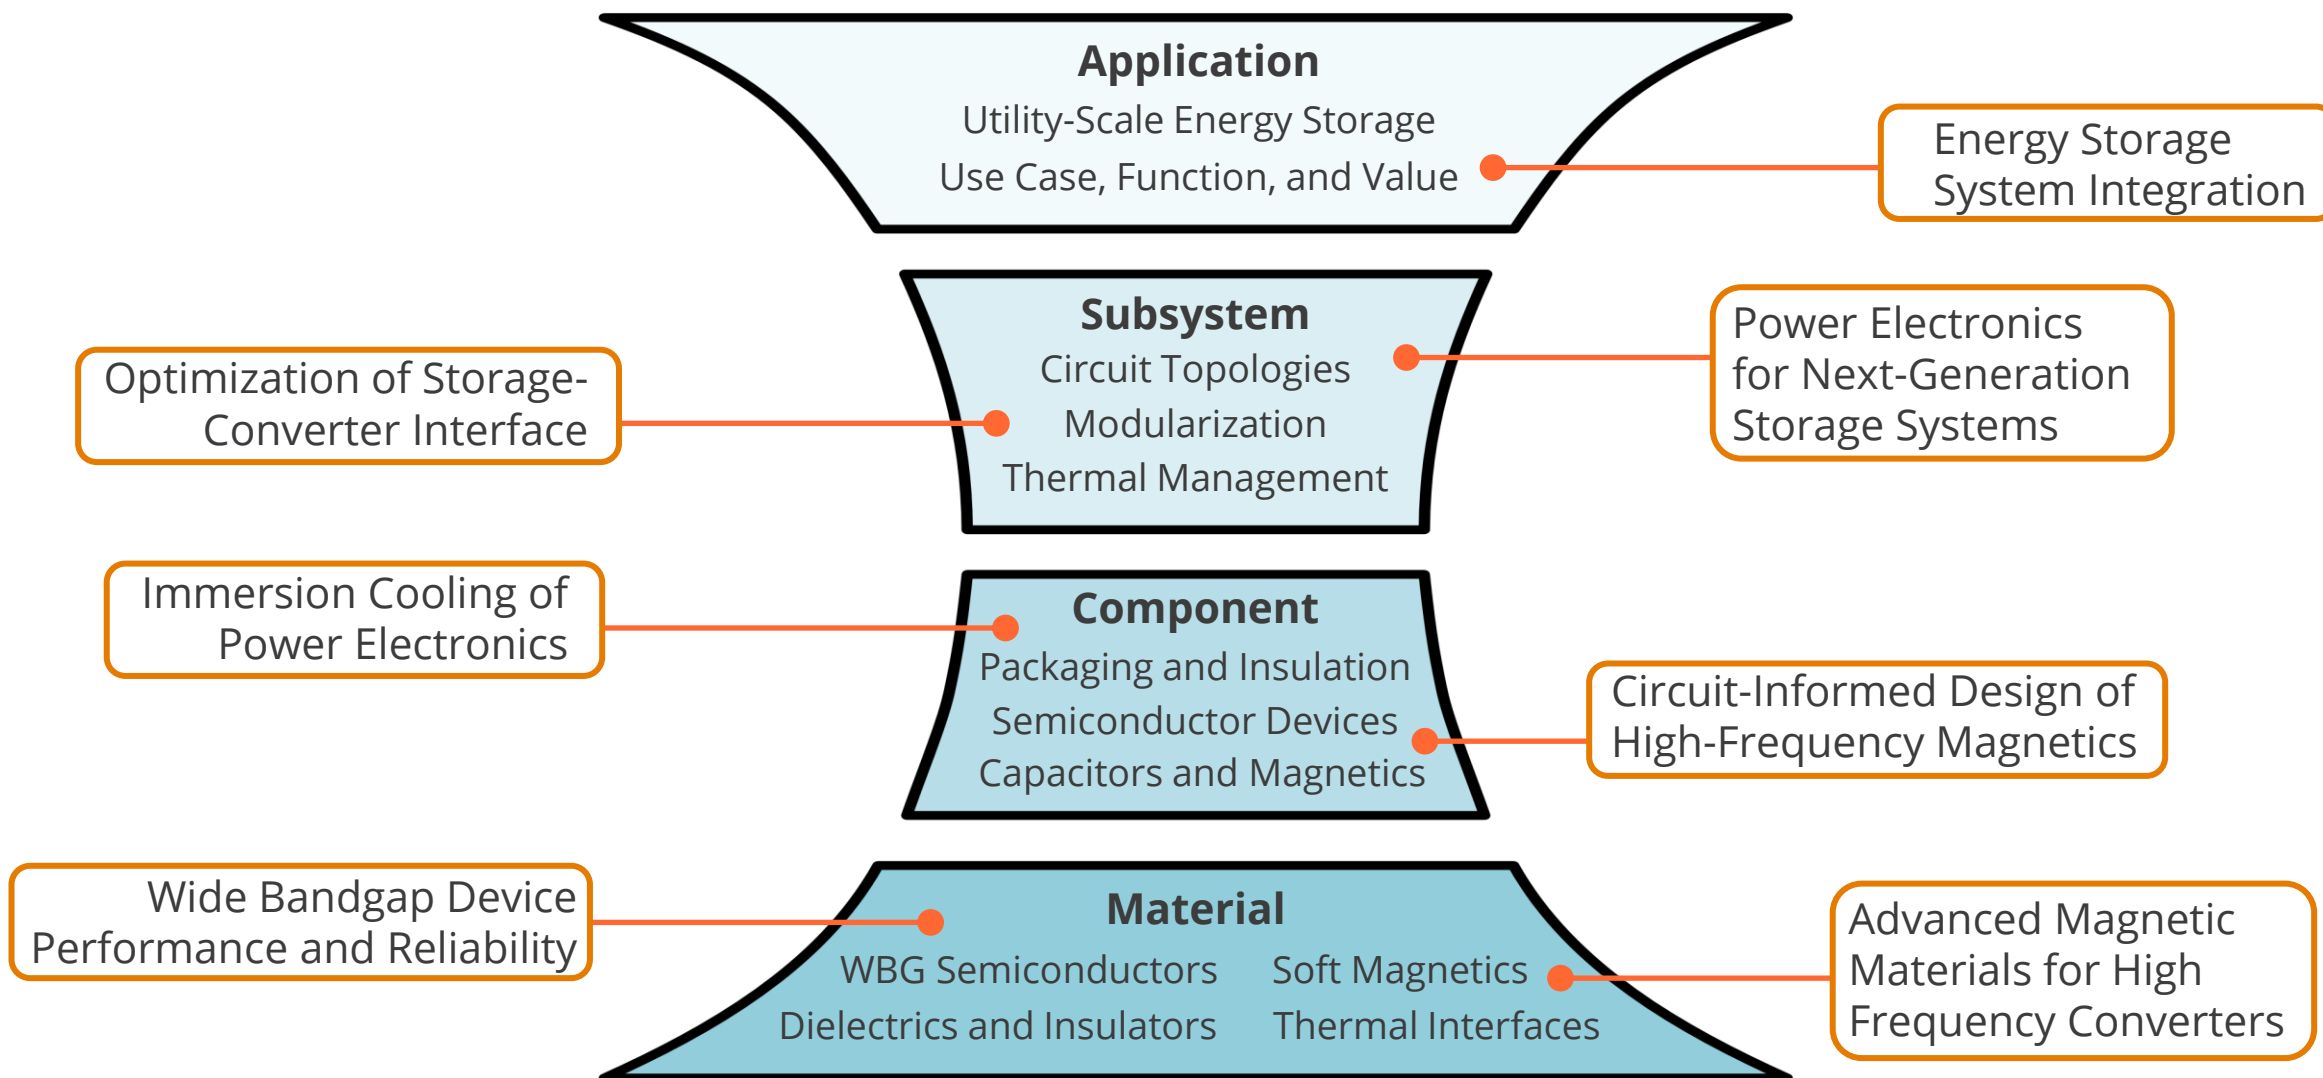 Application
Utility-Scale Energy Storage
Use Case, Function, and Value
Energy Storage
System Integration
Subsystem
Circuit Topologies
Modularization
Thermal Management
Optimization of Storage-
Converter Interface
Power Electronics
for Next-Generation
Storage Systems
Component
Packaging and Insulation
Semiconductor Devices
Capacitors and Magnetics
Immersion Cooling of
Power Electronics
Circuit-Informed Design of
High-Frequency Magnetics
Material
WBG Semiconductors
Soft Magnetics
Dielectrics and Insulators
Thermal Interfaces
Wide Bandgap Device
Performance and Reliability
Advanced Magnetic
Materials for High
Frequency Converters